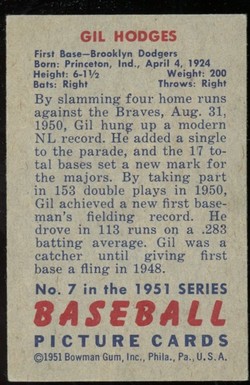 GIL HODGES
First Base—Brooklyn Dodgers
Born: Princeton, Ind., April 4, 1924
Height: 6-1½ Weight: 200
Bats: Right Throws: Right
By slamming four home runs
against the Braves, Aug. 31,
1950, Gil hung up a modern
NL record. He added a single
to the parade, and the 17 to-
tal bases set a new mark for
the majors. By taking part
in 153 double plays in 1950,
Gil achieved a new first base-
man's fielding record. He
drove in 113 runs on a .283
batting average. Gil was a
catcher until giving first
base a fling in 1948.
No. 7 in the 1951 SERIES
BASEBALL
PICTURE CARDS
©1951 Bowman Gum, Inc., Phila., Pa., U.S.A.